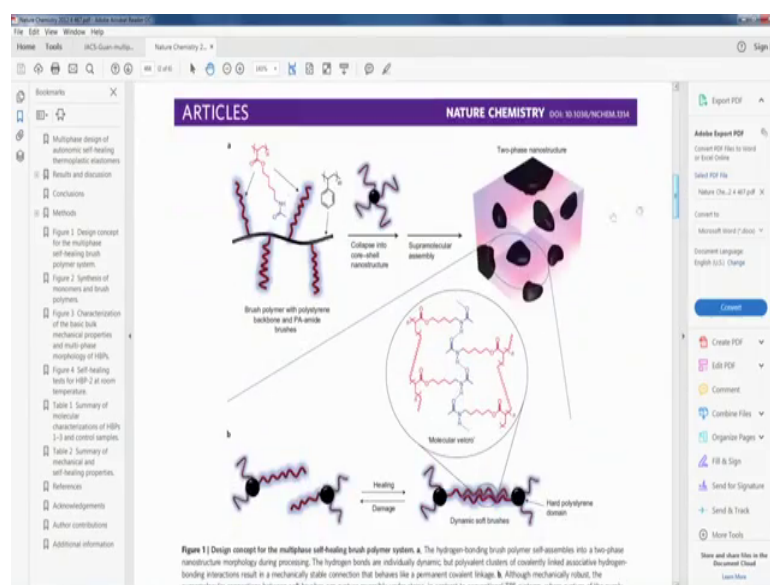 Nature Chemistry 2012 4 467.pdf - Adobe Acrobat Reader DC
File Edit View Window Help
Home Tools JACS-Guan multip... Nature Chemistry 2... × Sign
Bookmarks
Multiphase design of
autonomic self-healing
thermoplastic elastomers
Results and discussion
Conclusions
Methods
Figure 1 Design concept
for the multiphase
self-healing brush
polymer system.
Figure 2 Synthesis of
monomers and brush
polymers.
Figure 3 Characterization
of the basic bulk
mechanical properties
and multi-phase
morphology of HBPs.
Figure 4 Self-healing
tests for HBP-2 at room
temperature.
Table 1 Summary of
molecular
characterizations of HBPs
1–3 and control samples.
Table 2 Summary of
mechanical and
self-healing properties.
References
Acknowledgements
Author contributions
Additional information
ARTICLES NATURE CHEMISTRY DOI: 10.1038/NCHEM.1314
a
Two-phase nanostructure
Collapse into
core–shell
nanostructure
Supramolecular
assembly
Brush polymer with polystyrene
backbone and PA-amide
brushes
'Molecular velcro'
b
Healing
Damage
Dynamic soft brushes
Hard polystyrene
domain
Figure 1 | Design concept for the multiphase self-healing brush polymer system. a, The hydrogen-bonding brush polymer self-assembles into a two-phase
nanostructure morphology during processing. The hydrogen bonds are individually dynamic but polyvalent clusters of covalently linked associative hydrogen-
bonding interactions result in a mechanically stable connection that behaves like a permanent covalent linkage. b, Although mechanically robust, the
Export PDF
Adobe Export PDF
Convert PDF Files to Word
or Excel Online
Select PDF File
Nature Che...2 4 467.pdf ×
Convert to
Microsoft Word (*.docx)
Document Language:
English (U.S.) Change
Convert
Create PDF
Edit PDF
Comment
Combine Files
Organize Pages
Fill & Sign
Send for Signature
Send & Track
More Tools
Store and share files in the
Document Cloud
Learn More